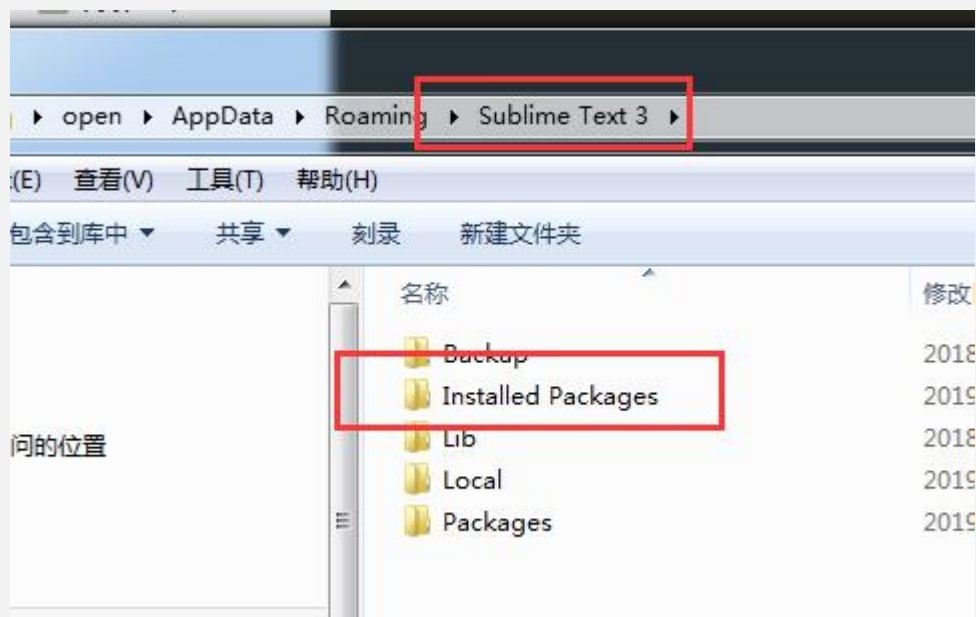 open AppData Roaming Sublime Text 3
(E) 查看(V) 工具(T) 帮助(H)
包含到库中 共享 刻录 新建文件夹
名称 修改
Backup 2018
Installed Packages 2019
Lib 2018
问的位置
Local 2019
Packages 2019